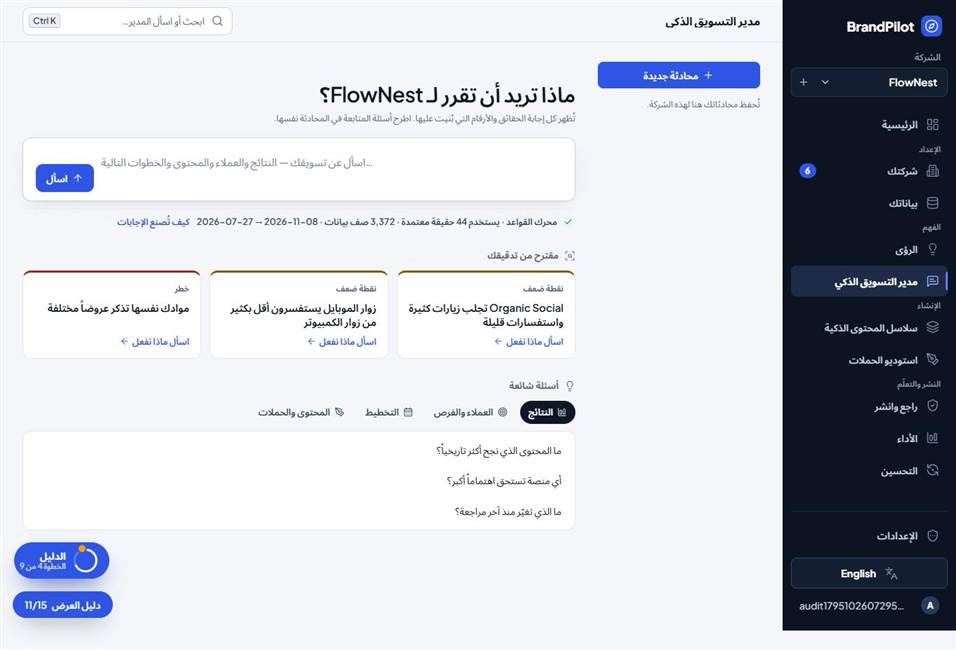 BrandPilot
الشركة
FlowNest
الرئيسية
الإعداد
شركتك
6
بياناتك
الفهم
الرؤى
مدير التسويق الذكي
الإنشاء
سلاسل المحتوى الذكية
استوديو الحملات
النشر والتعلّم
راجع وانشر
الأداء
التحسين
الإعدادات
English
A audit1795102607295…
مدير التسويق الذكي
ابحث أو اسأل المدير…
Ctrl K
+ محادثة جديدة
تُحفظ محادثاتك هنا لهذه الشركة.
ماذا تريد أن تقرر لـ FlowNest؟
تُظهر كل إجابة الحقائق والأرقام التي بُنيت عليها. اطرح أسئلة المتابعة في المحادثة نفسها.
اسأل عن تسويقك — النتائج والعملاء والمحتوى والخطوات التالية…
اسأل
محرك القواعد · يستخدم 44 حقيقة معتمدة · 3,372 صف بيانات · 2026-11-08 → 2026-07-27 كيف تُصنع الإجابات
مقترح من تدقيقك
نقطة ضعف
Organic Social تجلب زيارات كثيرة
واستفسارات قليلة
اسأل ماذا نفعل ←
نقطة ضعف
زوار الموبايل يستفسرون أقل بكثير
من زوار الكمبيوتر
اسأل ماذا نفعل ←
خطر
موادك نفسها تذكر عروضاً مختلفة
اسأل ماذا نفعل ←
أسئلة شائعة
النتائج
العملاء والفرص
التخطيط
المحتوى والحملات
ما المحتوى الذي نجح أكثر تاريخياً؟
أي منصة تستحق اهتماماً أكبر؟
ما الذي تغيّر منذ آخر مراجعة؟
الدليل
الخطوة 4 من 9
دليل العرض 11/15